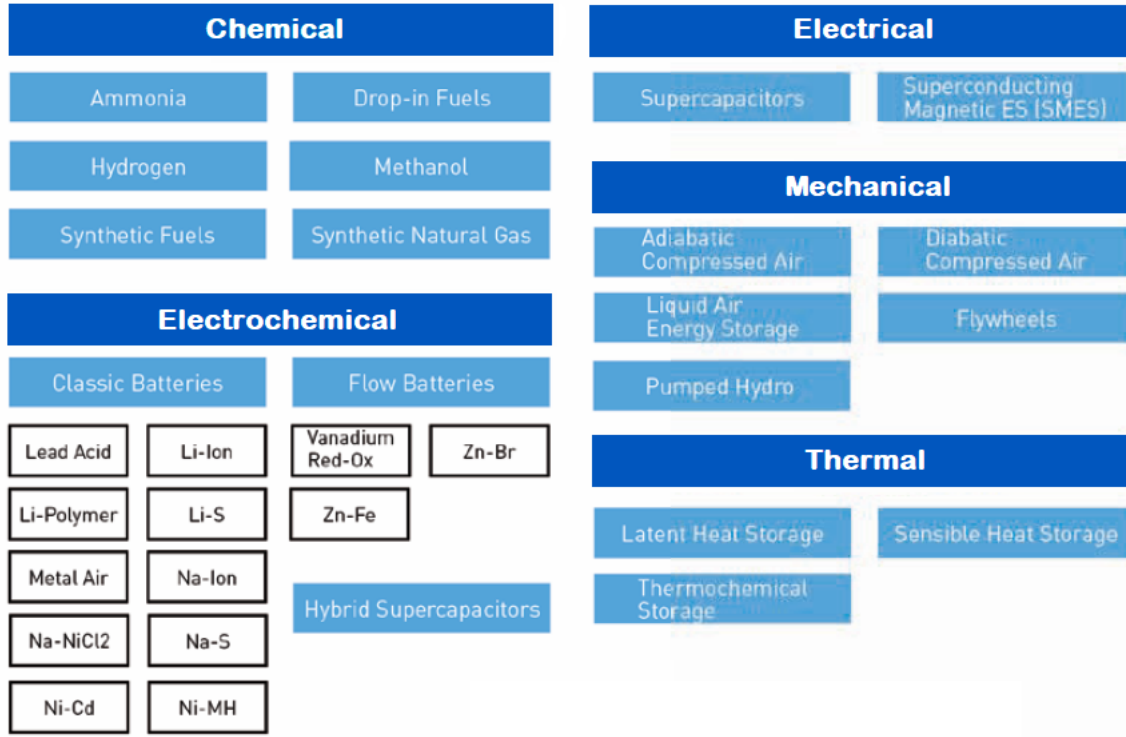 Chemical
Ammonia
Drop-in Fuels
Hydrogen
Methanol
Synthetic Fuels
Synthetic Natural Gas
Electrochemical
Classic Batteries
Flow Batteries
Lead Acid
Li-Ion
Vanadium
Red-Ox
Zn-Br
Li-Polymer
Li-S
Zn-Fe
Metal Air
Na-Ion
Hybrid Supercapacitors
Na-NiCl2
Na-S
Ni-Cd
Ni-MH
Electrical
Supercapacitors
Superconducting
Magnetic ES (SMES)
Mechanical
Adiabatic
Compressed Air
Diabatic
Compressed Air
Liquid Air
Energy Storage
Flywheels
Pumped Hydro
Thermal
Latent Heat Storage
Sensible Heat Storage
Thermochemical
Storage